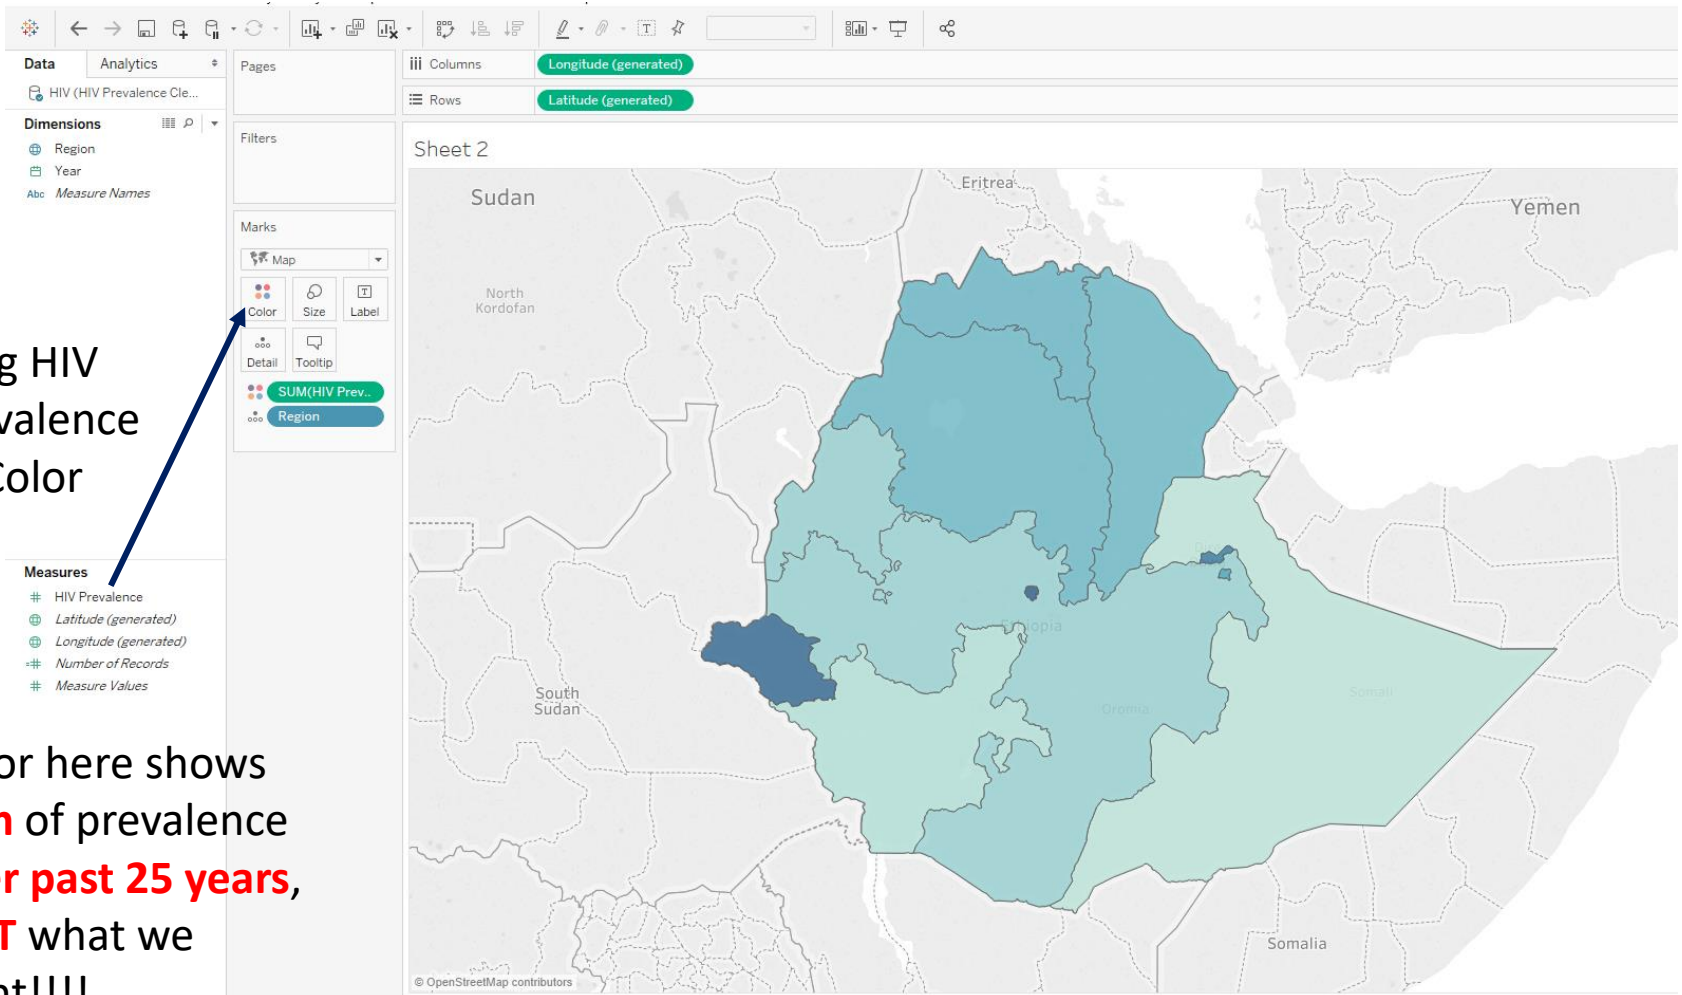 Data Analytics
HIV (HIV Prevalence Cle...
Dimensions
Region
Year
Abc Measure Names
g HIV
valence
Color
Measures
# HIV Prevalence
Latitude (generated)
Longitude (generated)
=# Number of Records
# Measure Values
or here shows
of prevalence
r past 25 years,
T what we
Pages
Filters
Marks
Map
Color Size Label
Detail Tooltip
SUM(HIV Prev..
Region
iii Columns Longitude (generated)
Rows Latitude (generated)
Sheet 2
Sudan
Eritrea
Yemen
North
Kordofan
Ethiopia
South
Sudan
Oromia
Somali
Somalia
© OpenStreetMap contributors